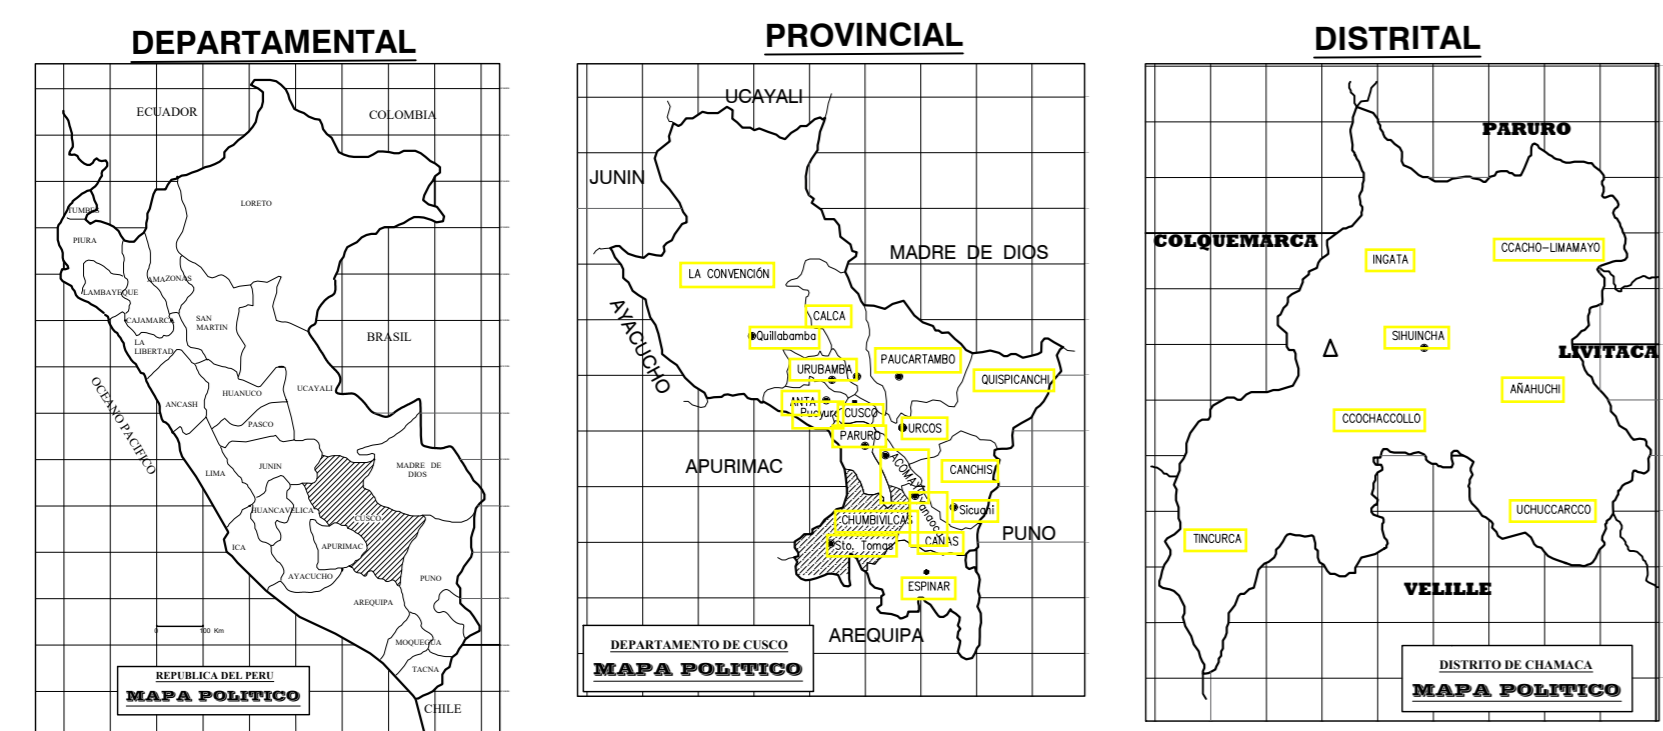 DEPARTAMENTAL
ECUADOR
COLOMBIA
LORETO
TUMBES
PIURA
AMAZONAS
LAMBAYEQUE
CAJAMARCA
SAN
MARTIN
LA
LIBERTAD
BRASIL
UCAYALI
HUANUCO
ANCASH
PASCO
OCEANO PACIFICO
LIMA
JUNIN
MADRE DE
DIOS
HUANCAVELICA
CUSCO
ICA
APURIMAC
AYACUCHO
PUNO
AREQUIPA
0 100 Km
MOQUEGUA
TACNA
REPUBLICA DEL PERU
MAPA POLITICO
CHILE
PROVINCIAL
UCAYALI
JUNIN
MADRE DE DIOS
LA CONVENCIÓN
AYACUCHO
CALCA
Quillabamba
PAUCARTAMBO
URUBAMBA
QUISPICANCHI
ANTA
Pucyura
CUSCO
URCOS
PARURO
APURIMAC
ACOMAYO
CANCHIS
Sicuani
CHUMBIVILCAS
PUNO
CANAS
Sto. Tomas
ESPINAR
AREQUIPA
DEPARTAMENTO DE CUSCO
MAPA POLITICO
DISTRITAL
PARURO
COLQUEMARCA
CCACHO-LIMAMAYO
INGATA
SIHUINCHA
LIVITACA
AÑAHUCHI
CCOCHACCOLLO
UCHUCCARCCO
TINCURCA
VELILLE
DISTRITO DE CHAMACA
MAPA POLITICO